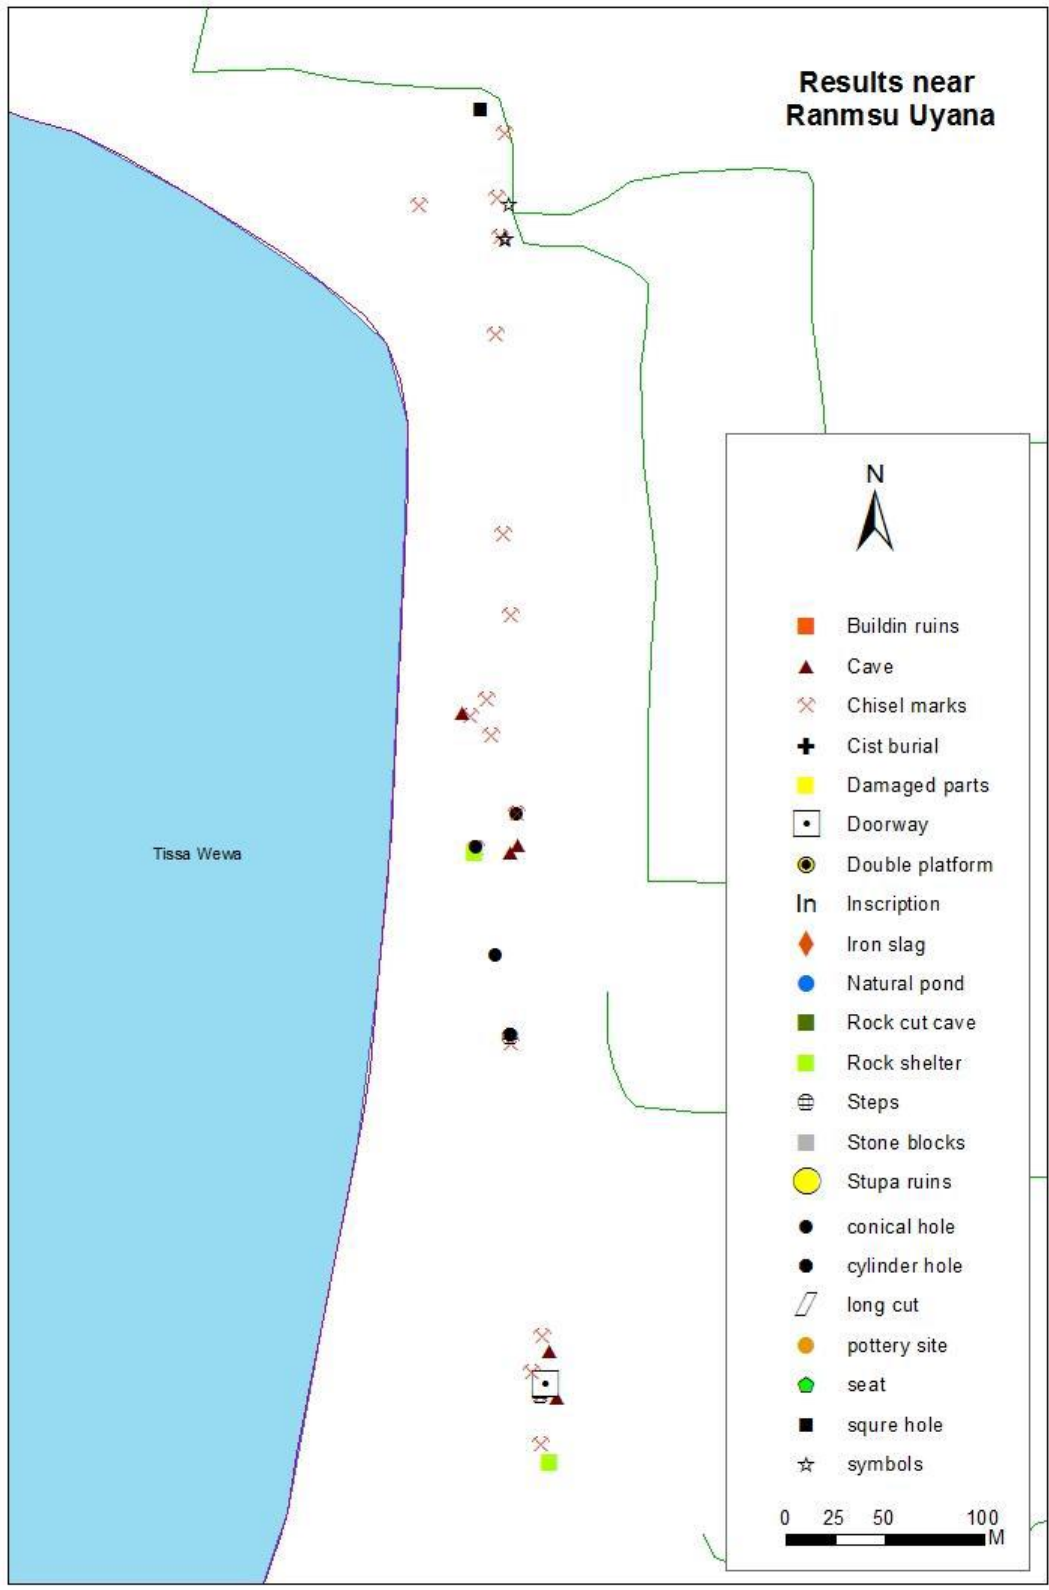 Results near
Ranmsu Uyana
N
Buildin ruins
Cave
Chisel marks
Cist burial
Damaged parts
Doorway
Double platform
In Inscription
Iron slag
Natural pond
Rock cut cave
Rock shelter
Steps
Stone blocks
Stupa ruins
conical hole
cylinder hole
long cut
pottery site
seat
squre hole
symbols
0 25 50 100
M
Tissa Wewa